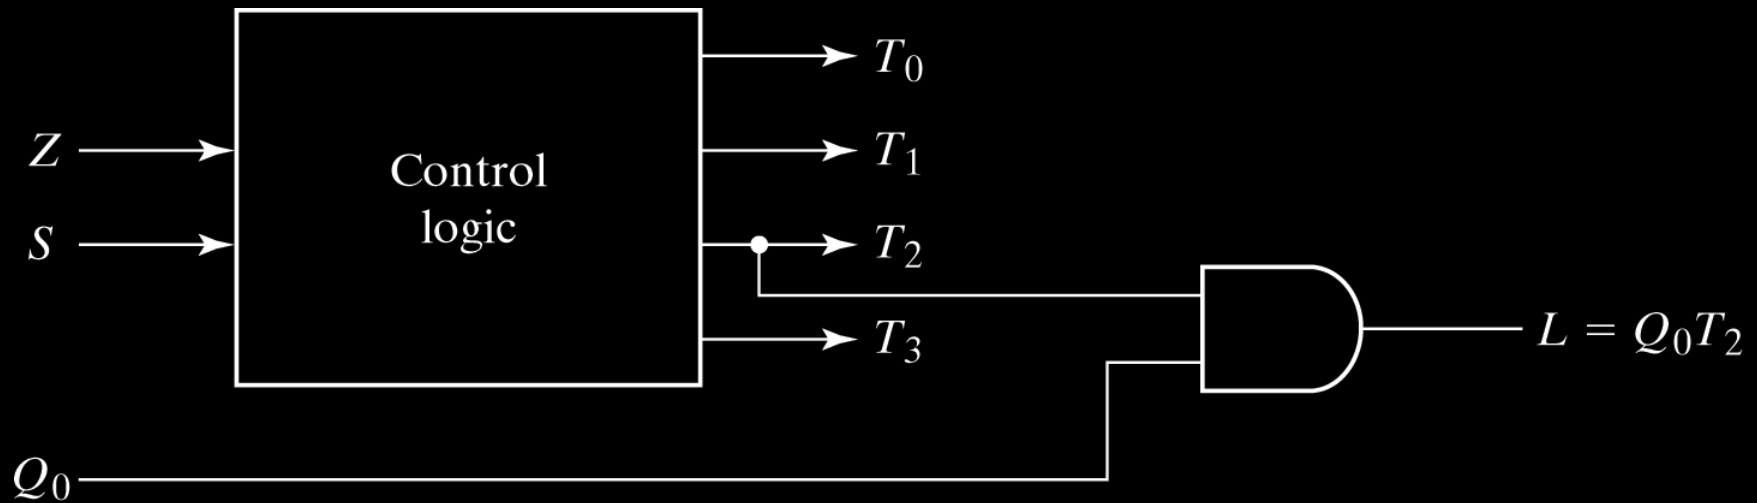 T₀
Z
T₁
Control
logic
S
T₂
T₃
L = Q₀T₂
Q₀